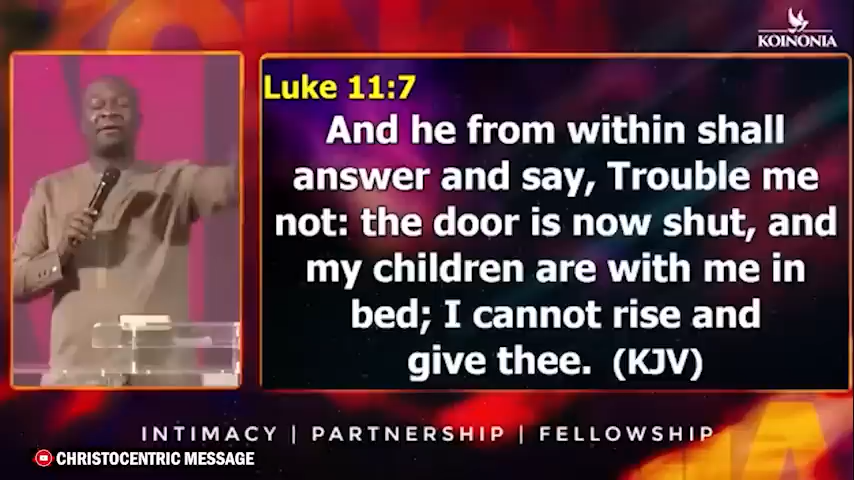 KOINONIA
Luke 11:7
And he from within shall
answer and say, Trouble me
not: the door is now shut, and
my children are with me in
bed; I cannot rise and
give thee. (KJV)
INTIMACY | PARTNERSHIP | FELLOWSHIP
CHRISTOCENTRIC MESSAGE